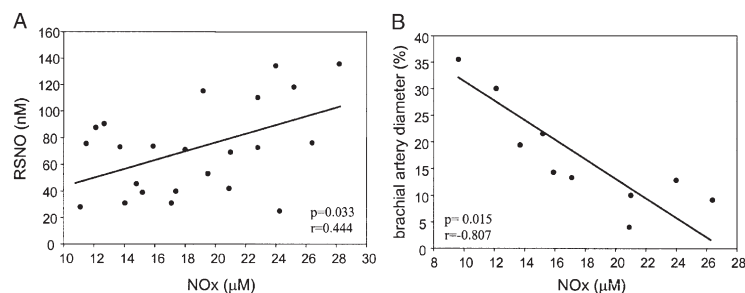 A
RSNO (nM)
160
140
120
100
80
60
40
20
0
p=0.033
r=0.444
10 12 14 16 18 20 22 24 26 28 30
NOx (µM)
B
brachial artery diameter (%)
40
35
30
25
20
15
10
5
0
p= 0.015
r=-0.807
8 10 12 14 16 18 20 22 24 26 28
NOx (µM)